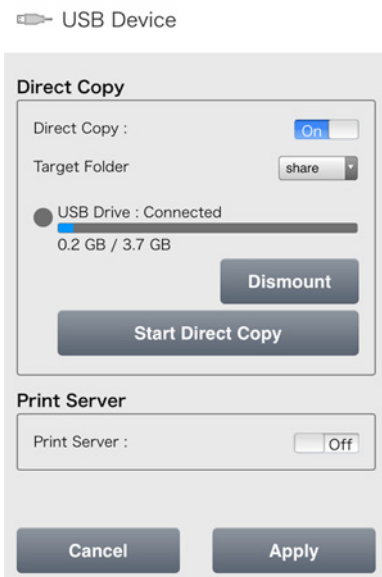 USB Device
Direct Copy
Direct Copy : On
Target Folder share
USB Drive : Connected
0.2 GB / 3.7 GB
Dismount
Start Direct Copy
Print Server
Print Server : Off
Cancel Apply